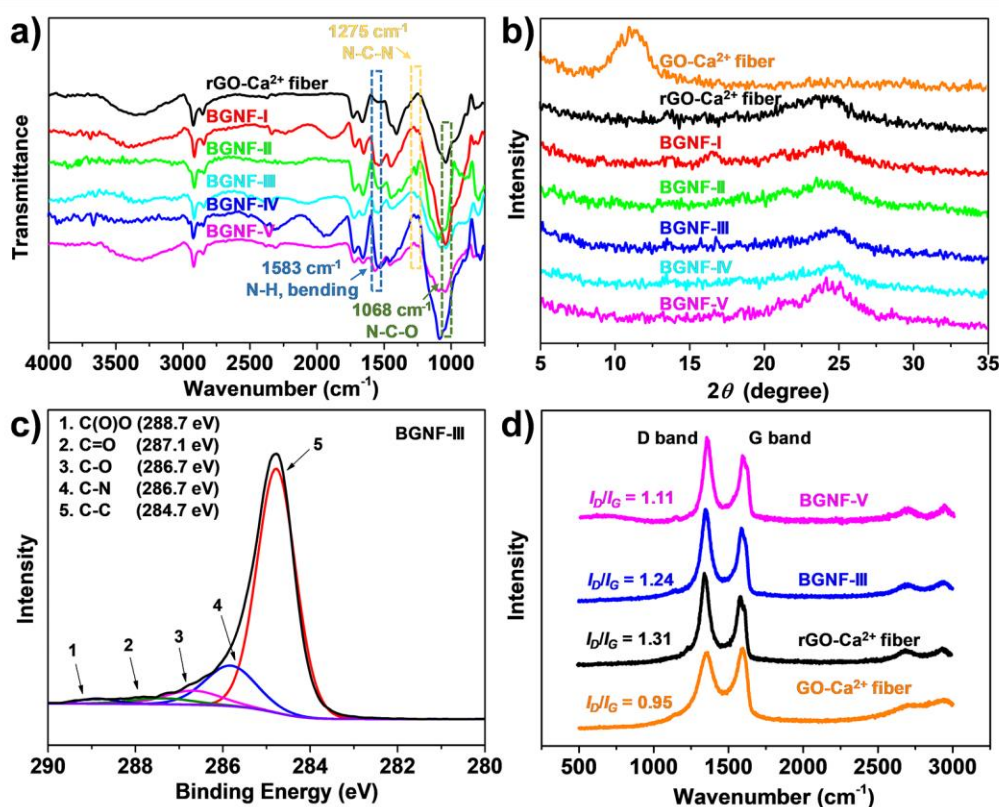 a)
1275 cm⁻¹
N-C-N
rGO-Ca²⁺ fiber
BGNF-I
BGNF-II
BGNF-III
BGNF-IV
BGNF-V
1583 cm⁻¹
N-H, bending
1068 cm⁻¹
N-C-O
Transmittance
4000 3500 3000 2500 2000 1500 1000
Wavenumber (cm⁻¹)
b)
GO-Ca²⁺ fiber
rGO-Ca²⁺ fiber
BGNF-I
BGNF-II
BGNF-III
BGNF-IV
BGNF-V
Intensity
5 10 15 20 25 30 35
2θ (degree)
c)
1. C(O)O (288.7 eV)
2. C=O (287.1 eV)
3. C-O (286.7 eV)
4. C-N (286.7 eV)
5. C-C (284.7 eV)
BGNF-III
5
4
3
2
1
Intensity
290 288 286 284 282 280
Binding Energy (eV)
d)
D band G band
I_D/I_G = 1.11
BGNF-V
I_D/I_G = 1.24
BGNF-III
I_D/I_G = 1.31
rGO-Ca²⁺ fiber
GO-Ca²⁺ fiber
I_D/I_G = 0.95
Intensity
500 1000 1500 2000 2500 3000
Wavenumber (cm⁻¹)